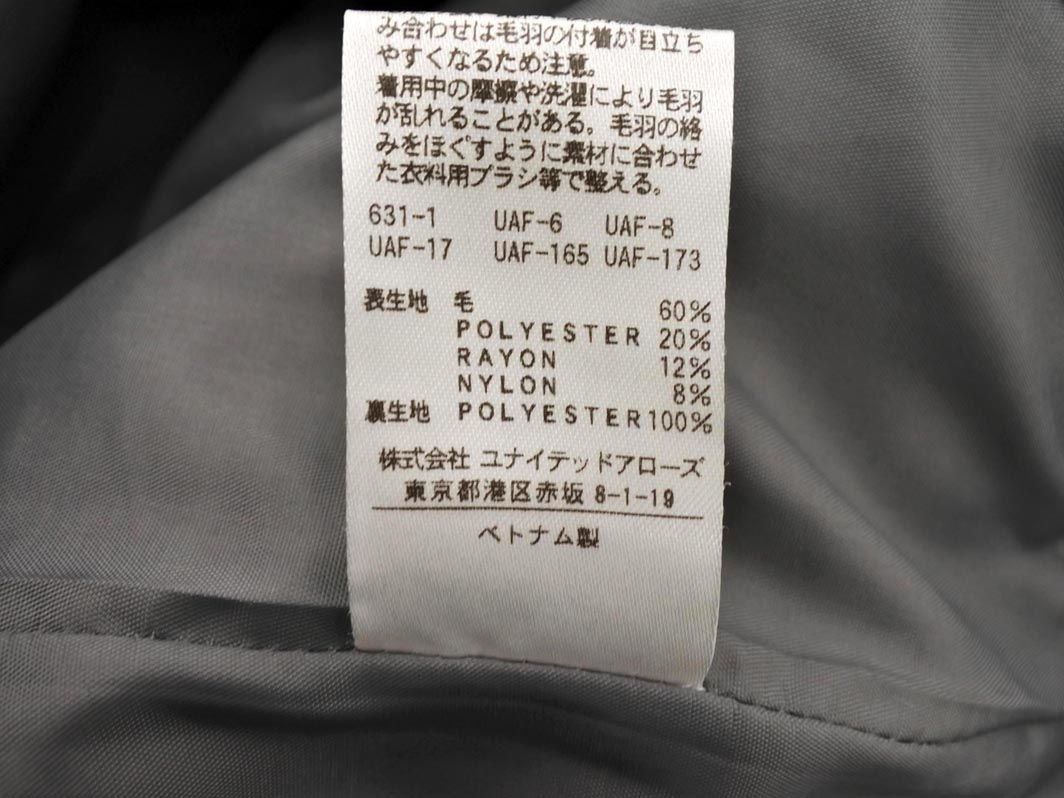 み合わせは毛羽の付着が目立ち
やすくなるため注意。
着用中の摩擦や洗濯により毛羽
が乱れることがある。毛羽の絡
みをほぐすように素材に合わせ
た衣料用ブラシ等で整える。
631-1 UAF-6 UAF-8
UAF-17 UAF-165 UAF-173
表生地 毛 60%
POLYESTER 20%
RAYON 12%
NYLON 8%
裏生地 POLYESTER100%
株式会社 ユナイテッドアローズ
東京都港区赤坂 8-1-19
ベトナム製